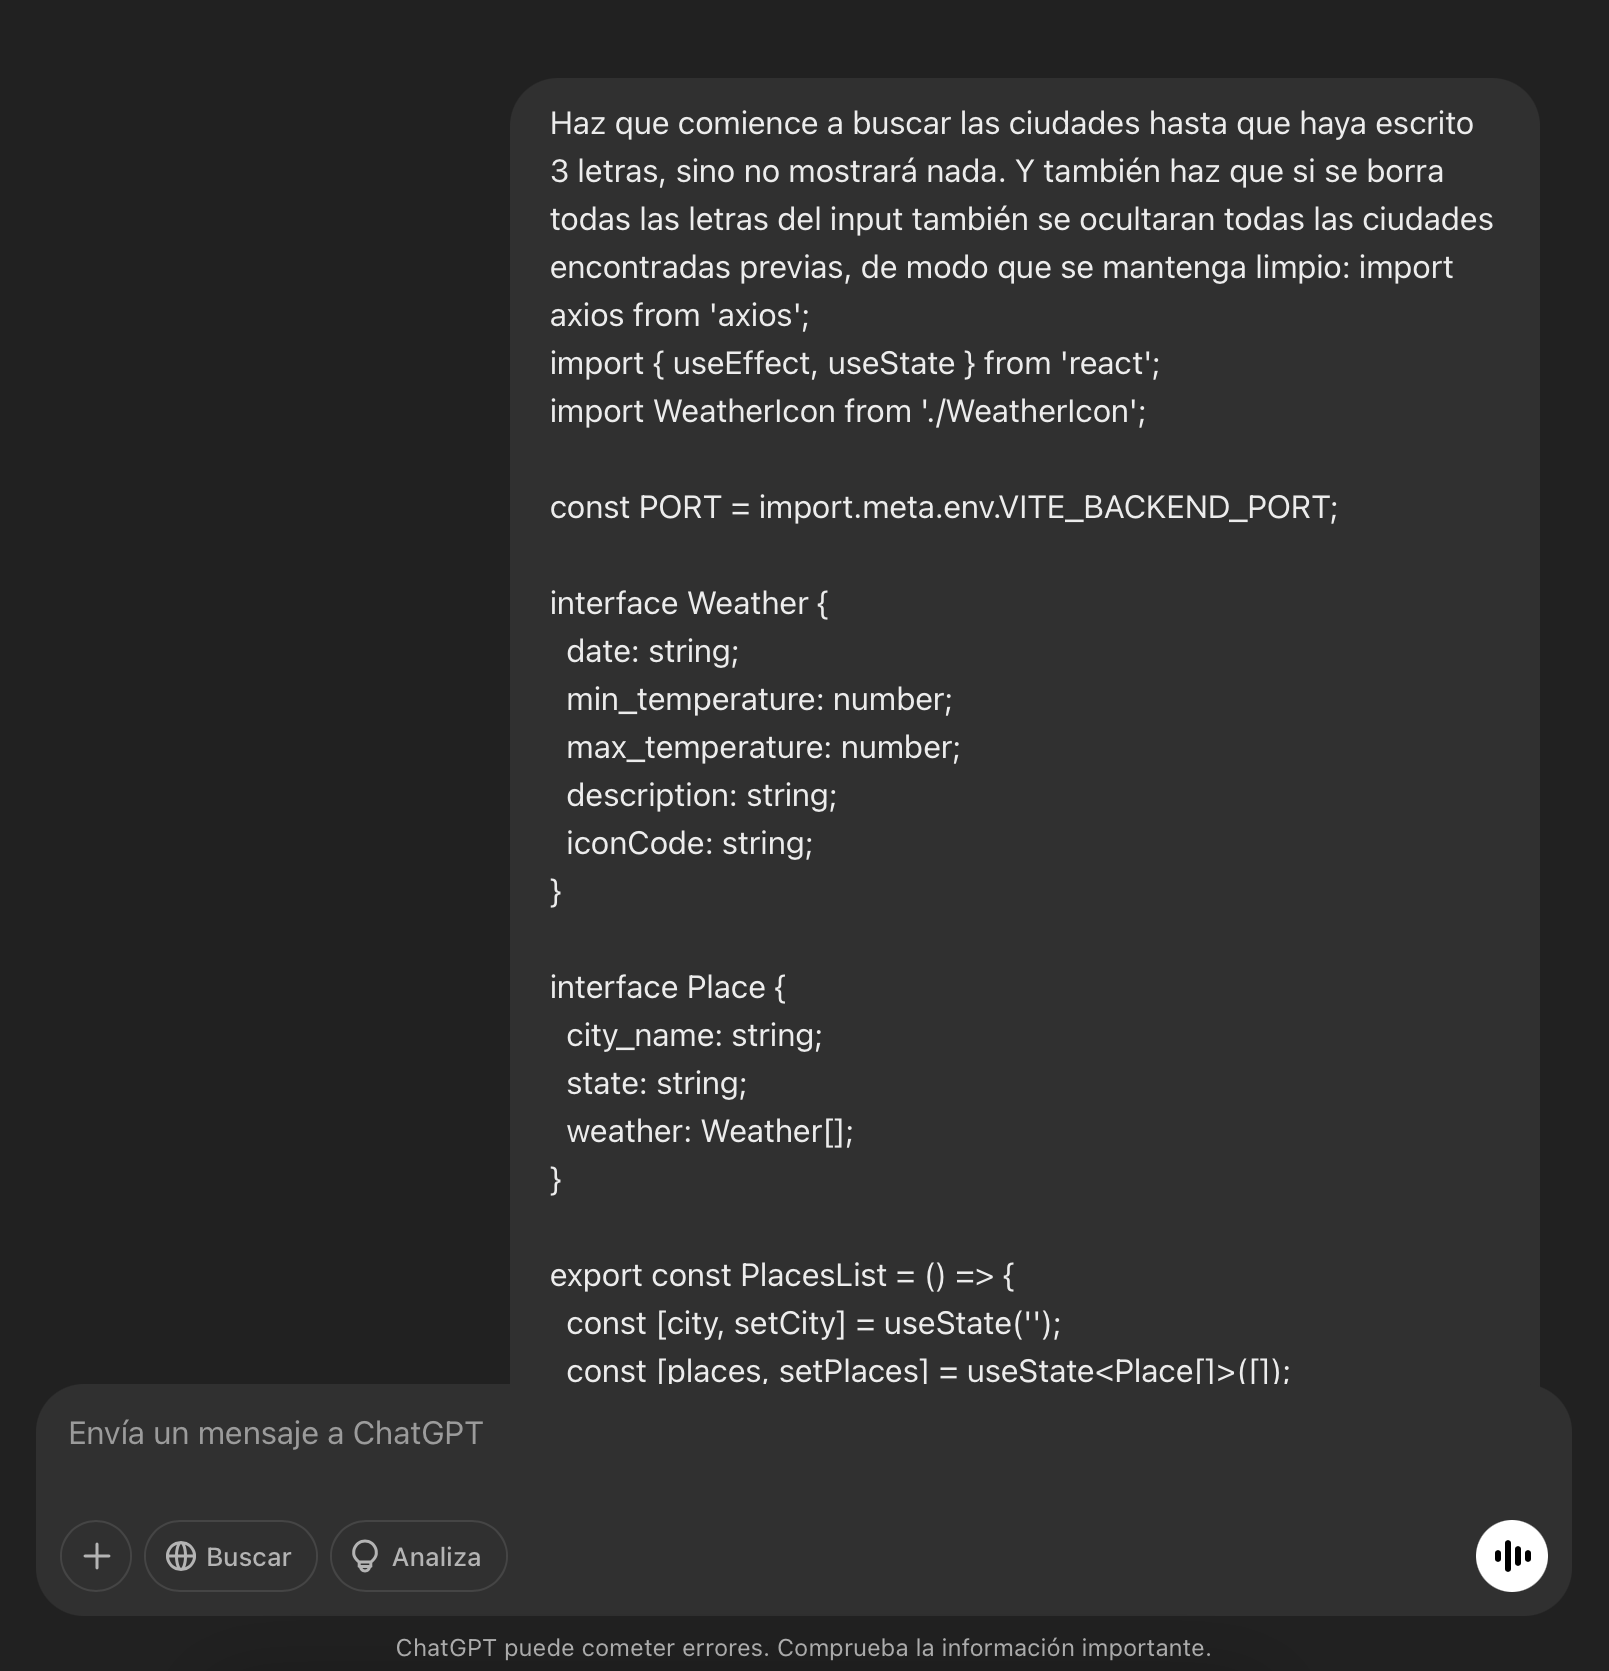 Haz que comience a buscar las ciudades hasta que haya escrito
3 letras, sino no mostrará nada. Y también haz que si se borra
todas las letras del input también se ocultaran todas las ciudades
encontradas previas, de modo que se mantenga limpio: import
axios from 'axios';
import { useEffect, useState } from 'react';
import WeatherIcon from './WeatherIcon';
const PORT = import.meta.env.VITE_BACKEND_PORT;
interface Weather {
date: string;
min_temperature: number;
max_temperature: number;
description: string;
iconCode: string;
}
interface Place {
city_name: string;
state: string;
weather: Weather[];
}
export const PlacesList = () => {
const [city, setCity] = useState('');
const [places, setPlaces] = useState<Place[]>([]);
Envía un mensaje a ChatGPT
Buscar
Analiza
ChatGPT puede cometer errores. Comprueba la información importante.